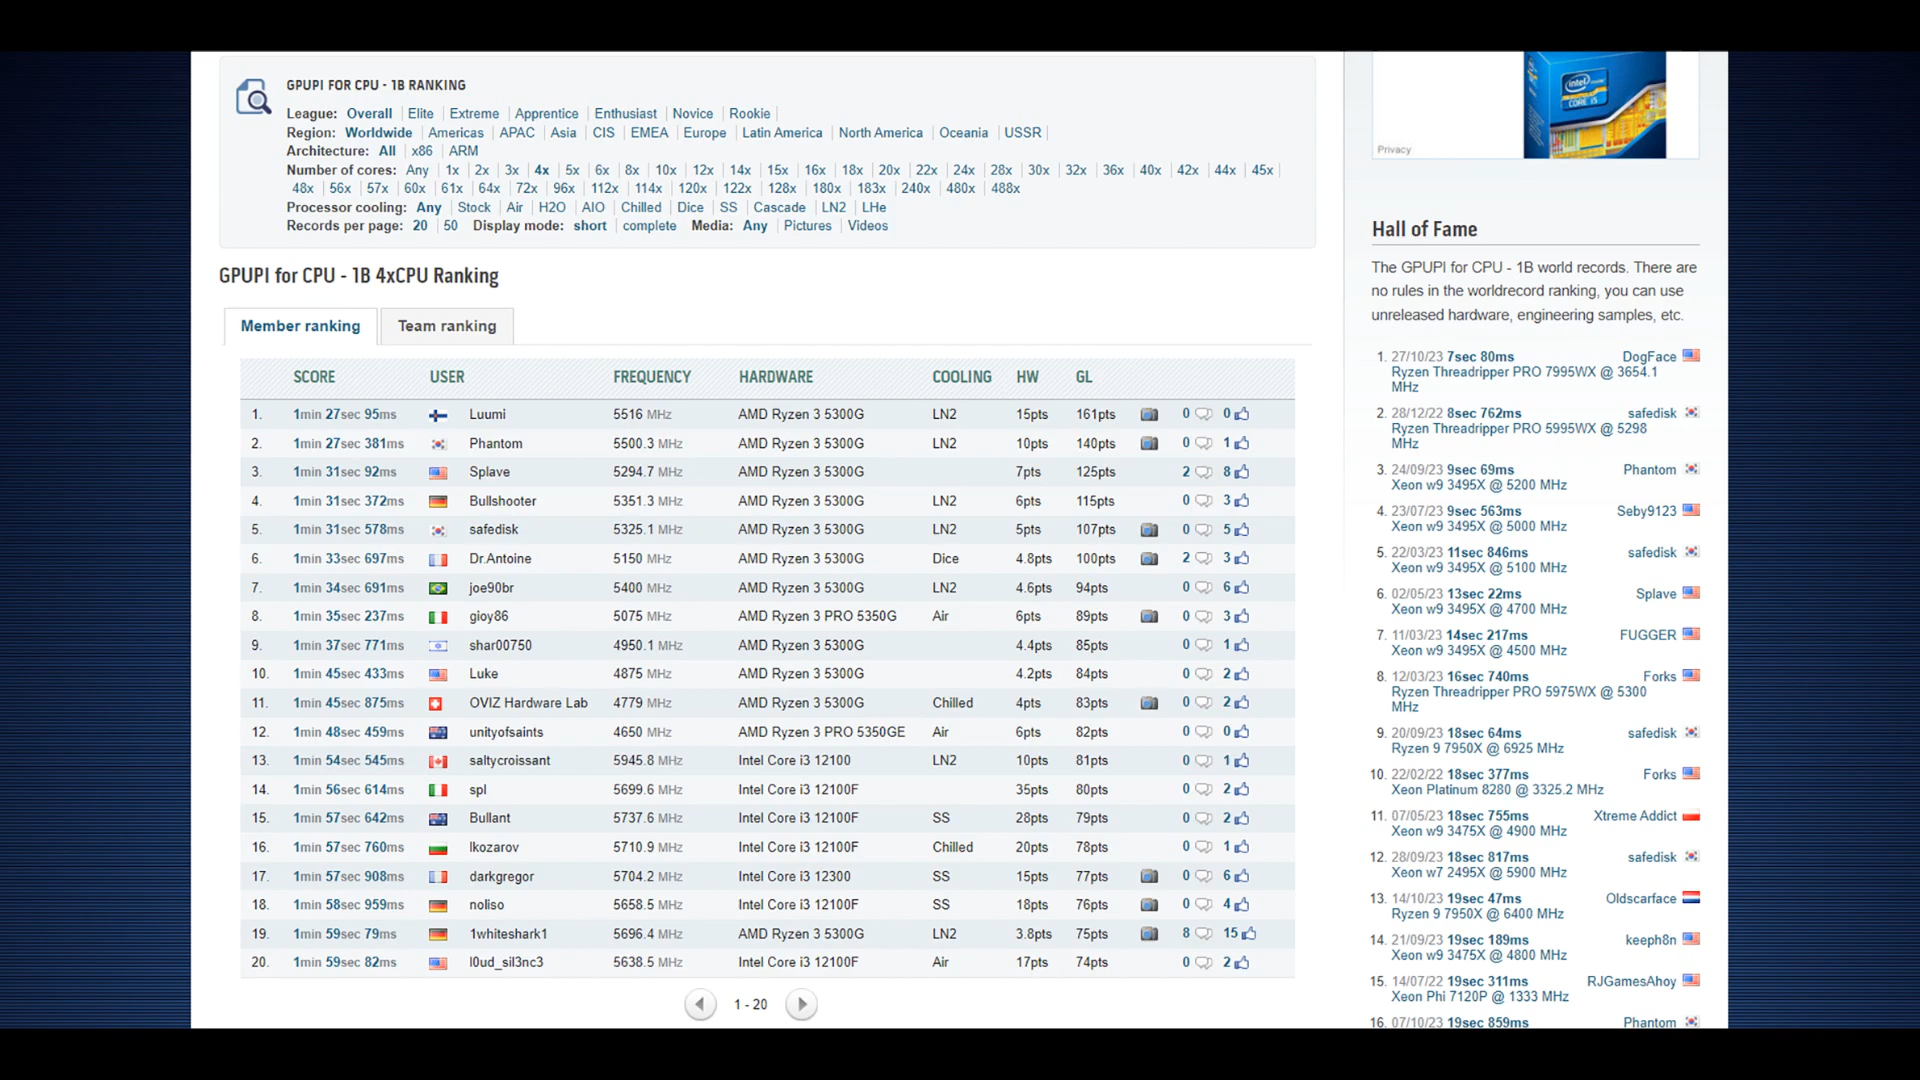 GPUPI FOR CPU - 1B RANKING
League: Overall Elite Extreme Apprentice Enthusiast Novice Rookie
Region: Worldwide Americas APAC Asia CIS EMEA Europe Latin America North America Oceania USSR
Architecture: All x86 ARM
Number of cores: Any 1x 2x 3x 4x 5x 6x 8x 10x 12x 14x 15x 16x 18x 20x 22x 24x 28x 30x 32x 36x 40x 42x 44x 45x
48x 56x 57x 60x 61x 64x 72x 96x 112x 114x 120x 122x 128x 180x 183x 240x 480x 488x
Processor cooling: Any Stock Air H2O AIO Chilled Dice SS Cascade LN2 LHe
Records per page: 20 50 Display mode: short complete Media: Any Pictures Videos
GPUPI for CPU - 1B 4xCPU Ranking
Member ranking Team ranking
SCORE USER FREQUENCY HARDWARE COOLING HW GL
1. 1min 27sec 95ms Luumi 5516 MHz AMD Ryzen 3 5300G LN2 15pts 161pts 0 0
2. 1min 27sec 381ms Phantom 5500.3 MHz AMD Ryzen 3 5300G LN2 10pts 140pts 0 1
3. 1min 31sec 92ms Splave 5294.7 MHz AMD Ryzen 3 5300G 7pts 125pts 2 8
4. 1min 31sec 372ms Bullshooter 5351.3 MHz AMD Ryzen 3 5300G LN2 6pts 115pts 0 3
5. 1min 31sec 578ms safedisk 5325.1 MHz AMD Ryzen 3 5300G LN2 5pts 107pts 0 5
6. 1min 33sec 697ms Dr.Antoine 5150 MHz AMD Ryzen 3 5300G Dice 4.8pts 100pts 2 3
7. 1min 34sec 691ms joe90br 5400 MHz AMD Ryzen 3 5300G LN2 4.6pts 94pts 0 6
8. 1min 35sec 237ms gioy86 5075 MHz AMD Ryzen 3 PRO 5350G Air 6pts 89pts 0 3
9. 1min 37sec 771ms shar00750 4950.1 MHz AMD Ryzen 3 5300G 4.4pts 85pts 0 1
10. 1min 45sec 433ms Luke 4875 MHz AMD Ryzen 3 5300G 4.2pts 84pts 0 2
11. 1min 45sec 875ms OVIZ Hardware Lab 4779 MHz AMD Ryzen 3 5300G Chilled 4pts 83pts 0 2
12. 1min 48sec 459ms unityofsaints 4650 MHz AMD Ryzen 3 PRO 5350GE Air 6pts 82pts 0 0
13. 1min 54sec 545ms saltycroissant 5945.8 MHz Intel Core i3 12100 LN2 10pts 81pts 0 1
14. 1min 56sec 614ms spl 5699.6 MHz Intel Core i3 12100F 35pts 80pts 0 2
15. 1min 57sec 642ms Bullant 5737.6 MHz Intel Core i3 12100F SS 28pts 79pts 0 2
16. 1min 57sec 760ms lkozarov 5710.9 MHz Intel Core i3 12100F Chilled 20pts 78pts 0 1
17. 1min 57sec 908ms darkgregor 5704.2 MHz Intel Core i3 12300 SS 15pts 77pts 0 6
18. 1min 58sec 959ms noliso 5658.5 MHz Intel Core i3 12100F SS 18pts 76pts 0 4
19. 1min 59sec 79ms 1whiteshark1 5696.4 MHz AMD Ryzen 3 5300G LN2 3.8pts 75pts 8 15
20. 1min 59sec 82ms l0ud_sil3nc3 5638.5 MHz Intel Core i3 12100F Air 17pts 74pts 0 2
1 - 20
intel
CORE i5
Privacy
Hall of Fame
The GPUPI for CPU - 1B world records. There are
no rules in the worldrecord ranking, you can use
unreleased hardware, engineering samples, etc.
1. 27/10/23 7sec 80ms DogFace
Ryzen Threadripper PRO 7995WX @ 3654.1
MHz
2. 28/12/22 8sec 762ms safedisk
Ryzen Threadripper PRO 5995WX @ 5298
MHz
3. 24/09/23 9sec 69ms Phantom
Xeon w9 3495X @ 5200 MHz
4. 23/07/23 9sec 563ms Seby9123
Xeon w9 3495X @ 5000 MHz
5. 22/03/23 11sec 846ms safedisk
Xeon w9 3495X @ 5100 MHz
6. 02/05/23 13sec 22ms Splave
Xeon w9 3495X @ 4700 MHz
7. 11/03/23 14sec 217ms FUGGER
Xeon w9 3495X @ 4500 MHz
8. 12/03/23 16sec 740ms Forks
Ryzen Threadripper PRO 5975WX @ 5300
MHz
9. 20/09/23 18sec 64ms safedisk
Ryzen 9 7950X @ 6925 MHz
10. 22/02/22 18sec 377ms Forks
Xeon Platinum 8280 @ 3325.2 MHz
11. 07/05/23 18sec 755ms Xtreme Addict
Xeon w9 3475X @ 4900 MHz
12. 28/09/23 18sec 817ms safedisk
Xeon w7 2495X @ 5900 MHz
13. 14/10/23 19sec 47ms Oldscarface
Ryzen 9 7950X @ 6400 MHz
14. 21/09/23 19sec 189ms keeph8n
Xeon w9 3475X @ 4800 MHz
15. 14/07/22 19sec 311ms RJGamesAhoy
Xeon Phi 7120P @ 1333 MHz
16. 07/10/23 19sec 859ms Phantom